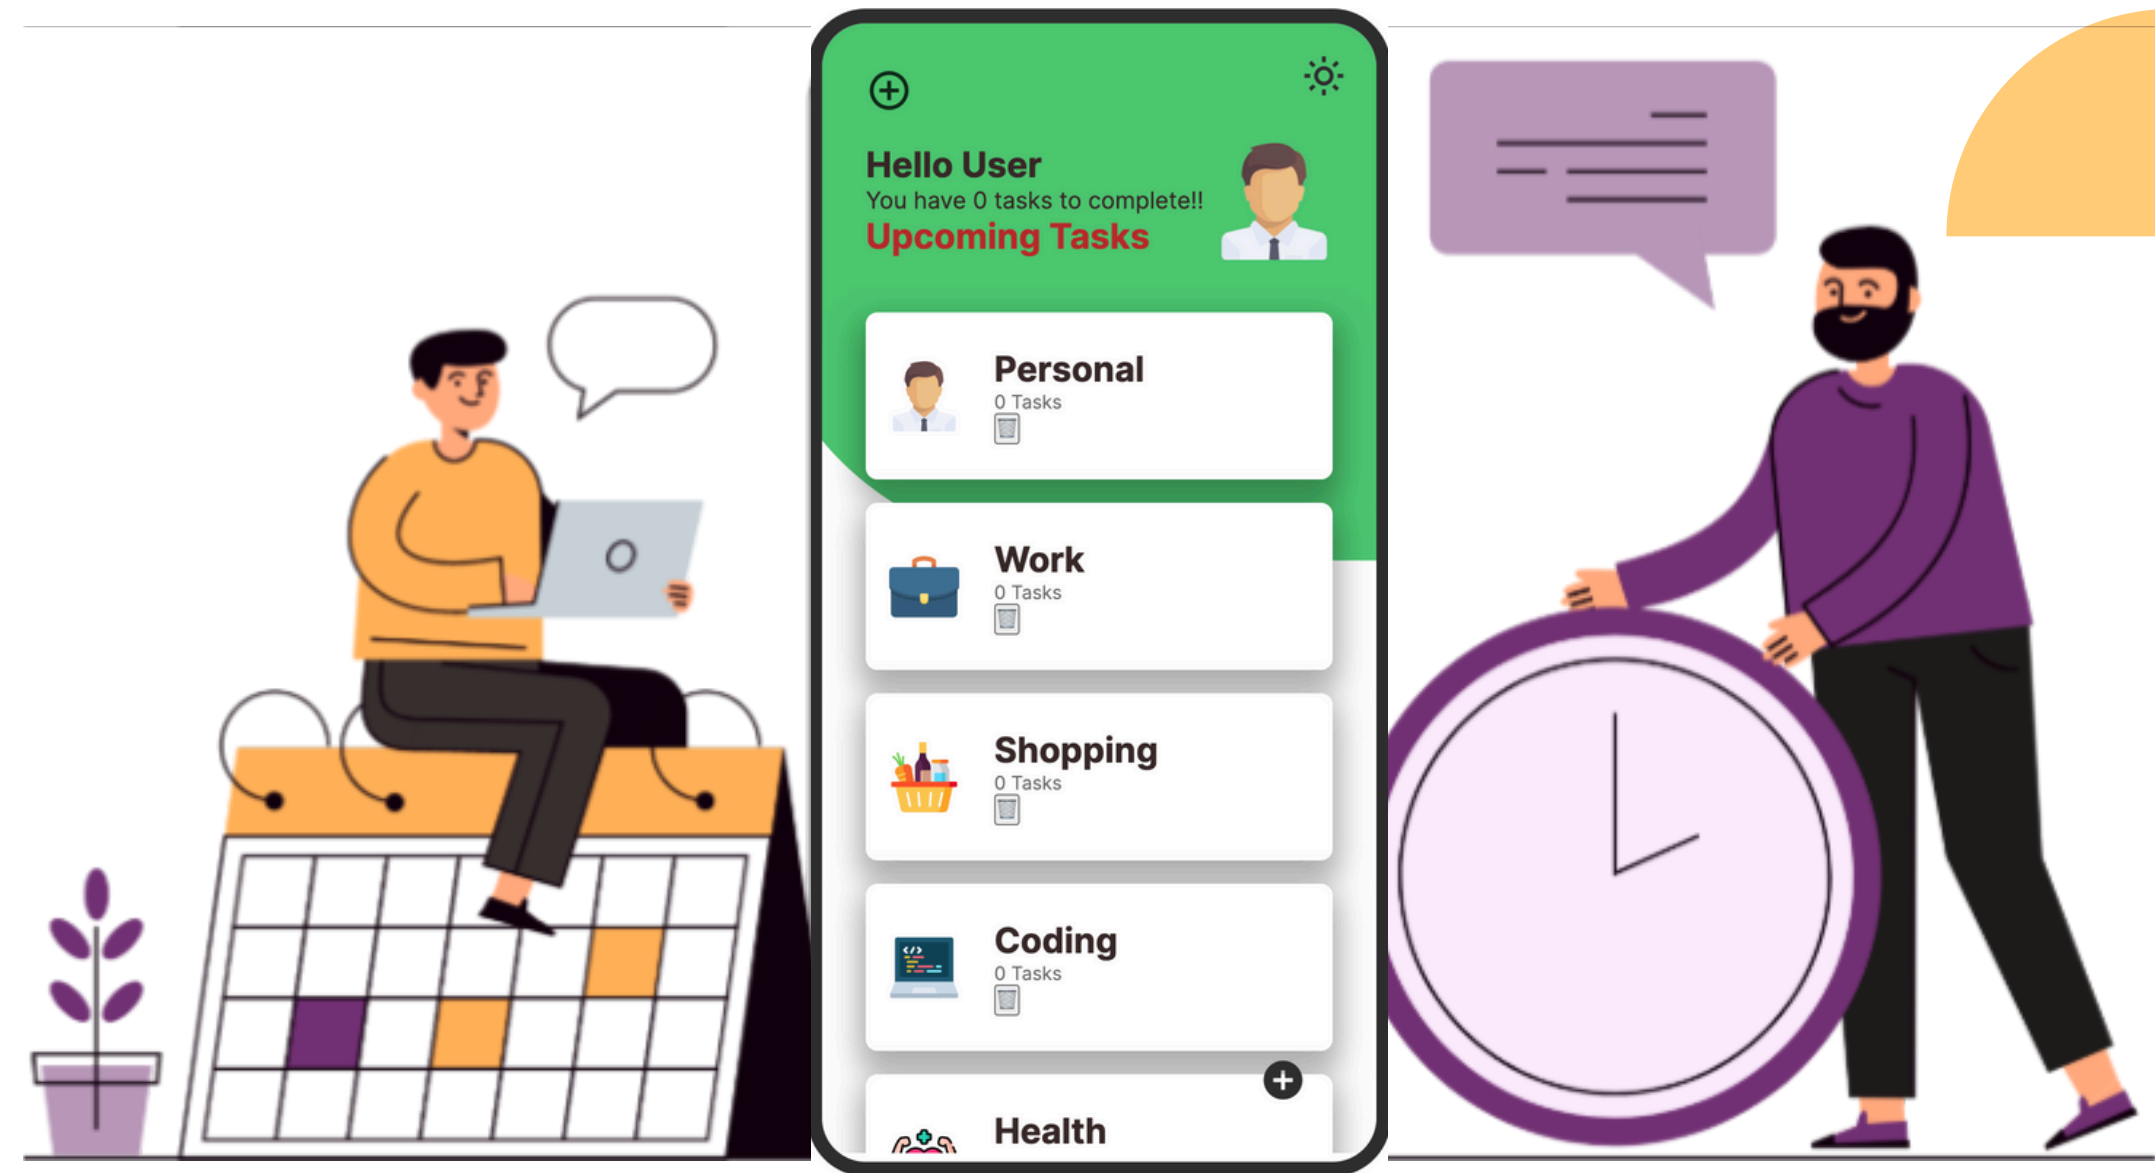 Hello User
You have 0 tasks to complete!!
Upcoming Tasks
Personal
0 Tasks
Work
0 Tasks
Shopping
0 Tasks
Coding
0 Tasks
Health